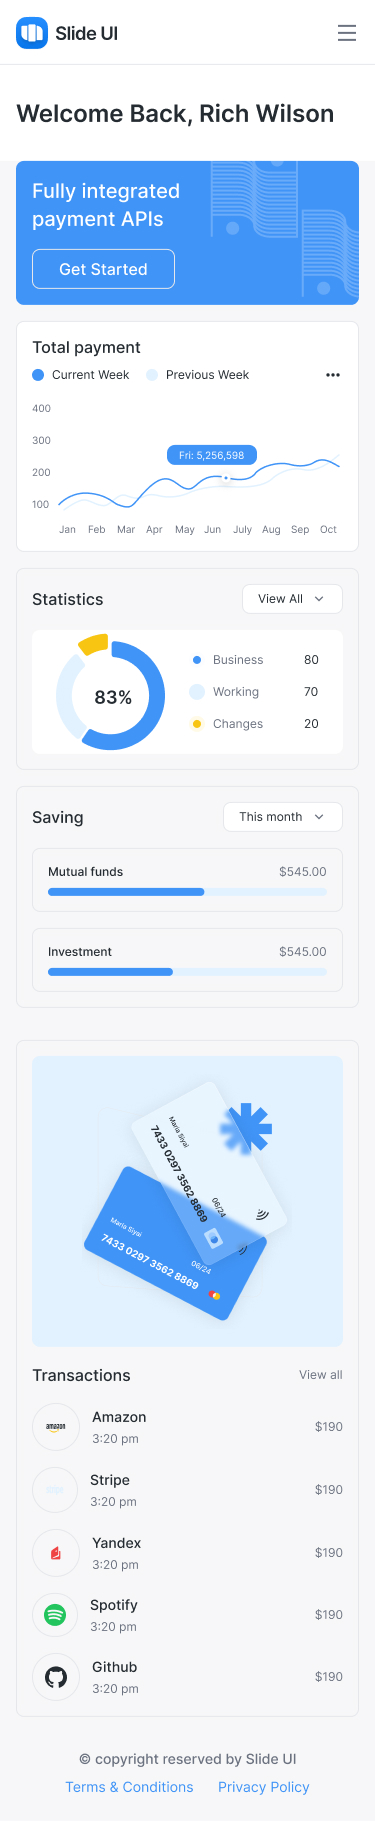 Slide UI
Welcome Back, Rich Wilson
Fully integrated
payment APIs
Get Started
Total payment
Current Week Previous Week
400
300
200
100
Fri: 5,256,598
Jan Feb Mar Apr May Jun July Aug Sep Oct
Statistics View All
83%
Business 80
Working 70
Changes 20
Saving This month
Mutual funds $545.00
Investment $545.00
Maria Siyai
7433 0297 3562 8869
06/24
Maria Siyai
7433 0297 3562 8869
06/24
Transactions View all
amazon
Amazon $190
3:20 pm
Stripe $190
3:20 pm
Yandex $190
3:20 pm
Spotify $190
3:20 pm
Github $190
3:20 pm
© copyright reserved by Slide UI
Terms & Conditions Privacy Policy